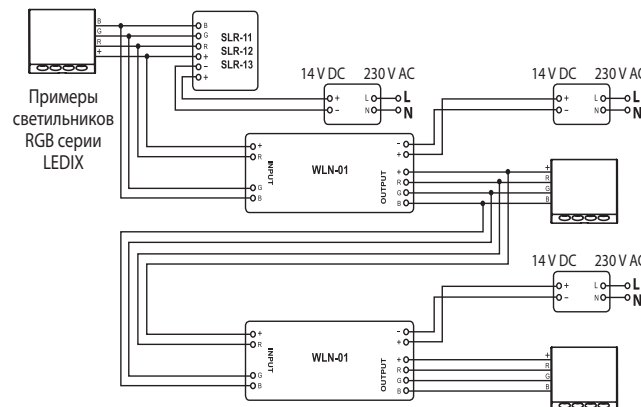 B
G
R
+
B
G
R
+
−
+
SLR-11
SLR-12
SLR-13
Примеры
светильников
RGB серии
LEDIX
14 V DC 230 V AC
+ L L
− N N
14 V DC 230 V AC
+ L L
− N N
+
R
G
B
INPUT
WLN-01
OUTPUT
-
+
+
R
G
B
+
R
G
B
14 V DC 230 V AC
+ L L
− N N
+
R
G
B
INPUT
WLN-01
OUTPUT
-
+
+
R
G
B
+
R
G
B